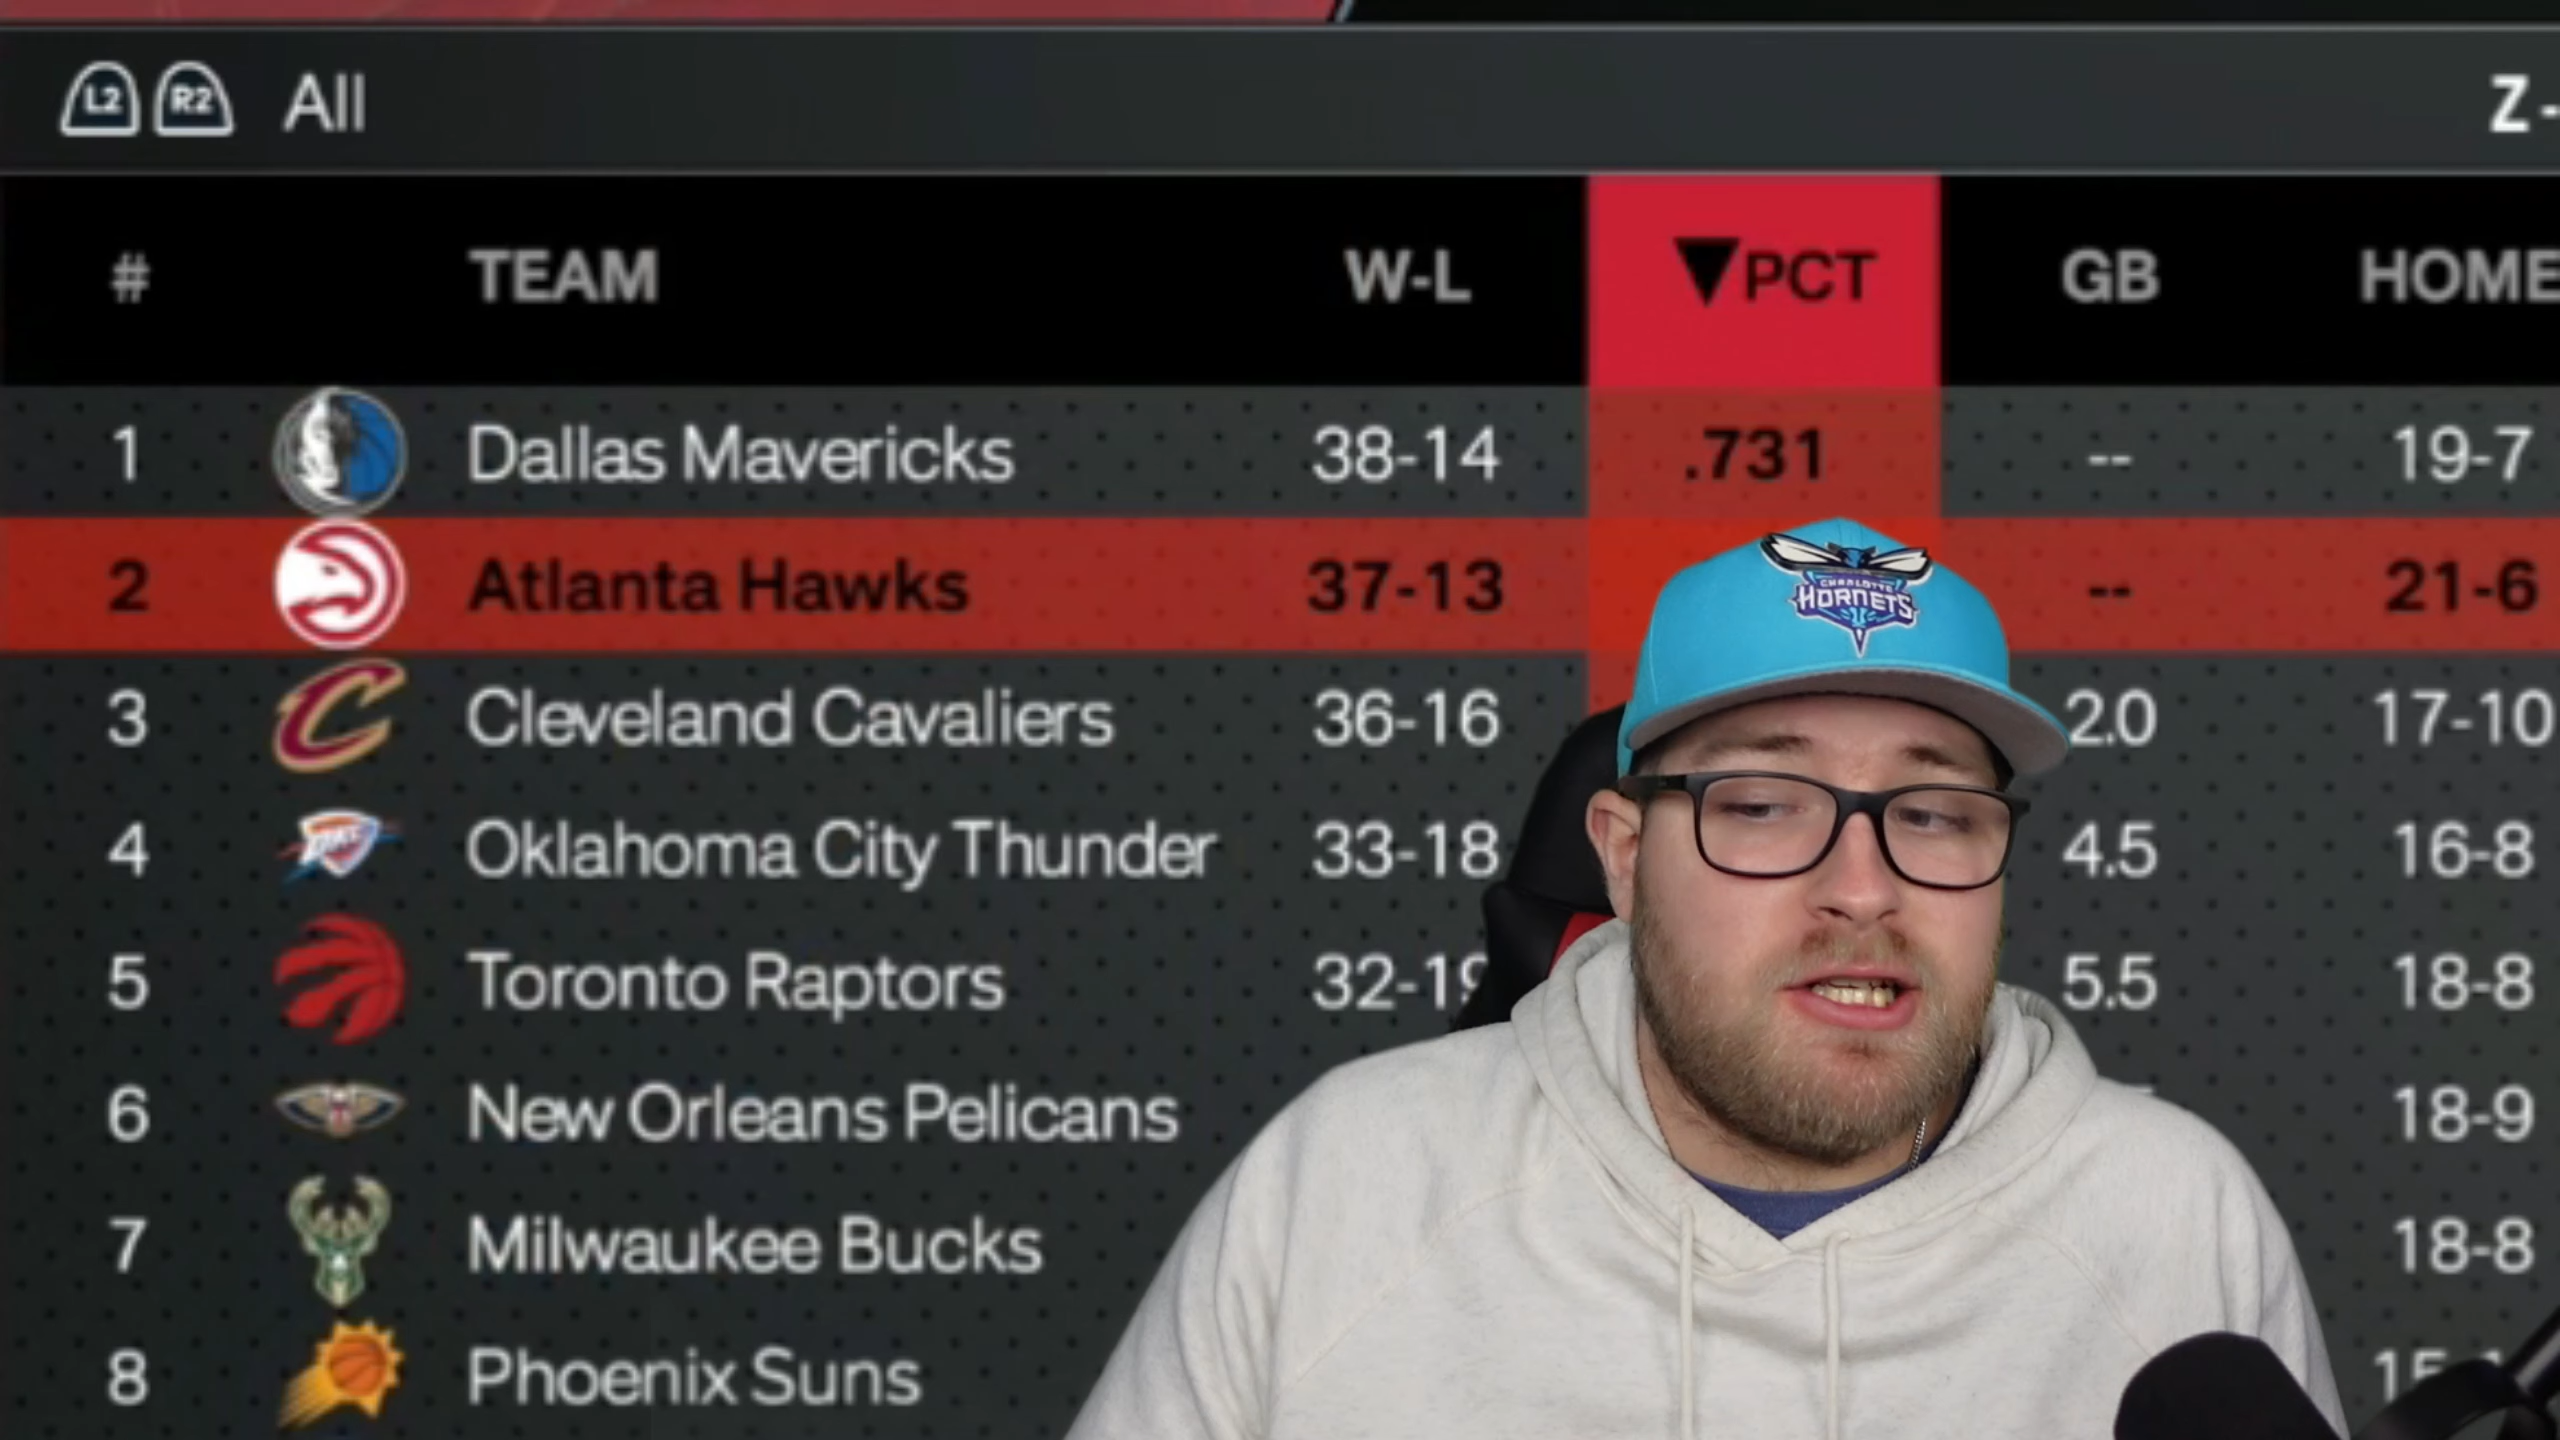 L2 R2 All Z-
# TEAM W-L ▼PCT GB HOME
1 Dallas Mavericks 38-14 .731 -- 19-7
2 Atlanta Hawks 37-13 -- 21-6
CHARLOTTE
HORNETS
3 Cleveland Cavaliers 36-16 2.0 17-10
4 Oklahoma City Thunder 33-18 4.5 16-8
5 Toronto Raptors 32-19 5.5 18-8
6 New Orleans Pelicans 18-9
7 Milwaukee Bucks 18-8
8 Phoenix Suns